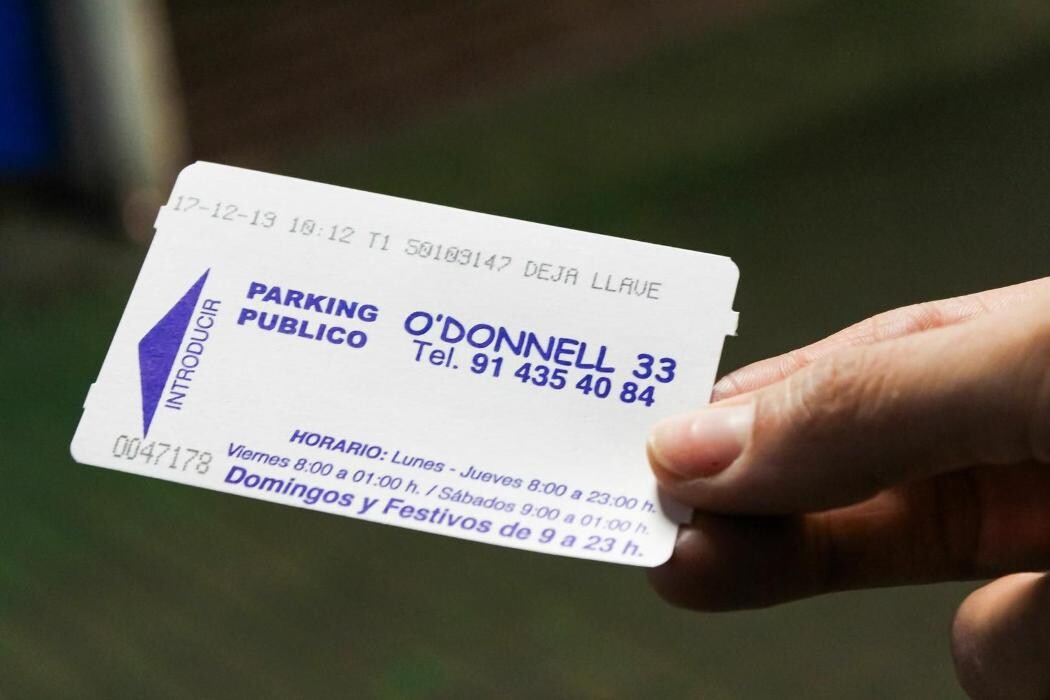 17-12-19 10:12 T1 50109147 DEJA LLAVE
INTRODUCIR
PARKING
PUBLICO
O'DONNELL 33
Tel. 91 435 40 84
0047178
HORARIO: Lunes - Jueves 8:00 a 23:00 h.
Viernes 8:00 a 01:00 h. / Sábados 9:00 a 01:00 h.
Domingos y Festivos de 9 a 23 h.